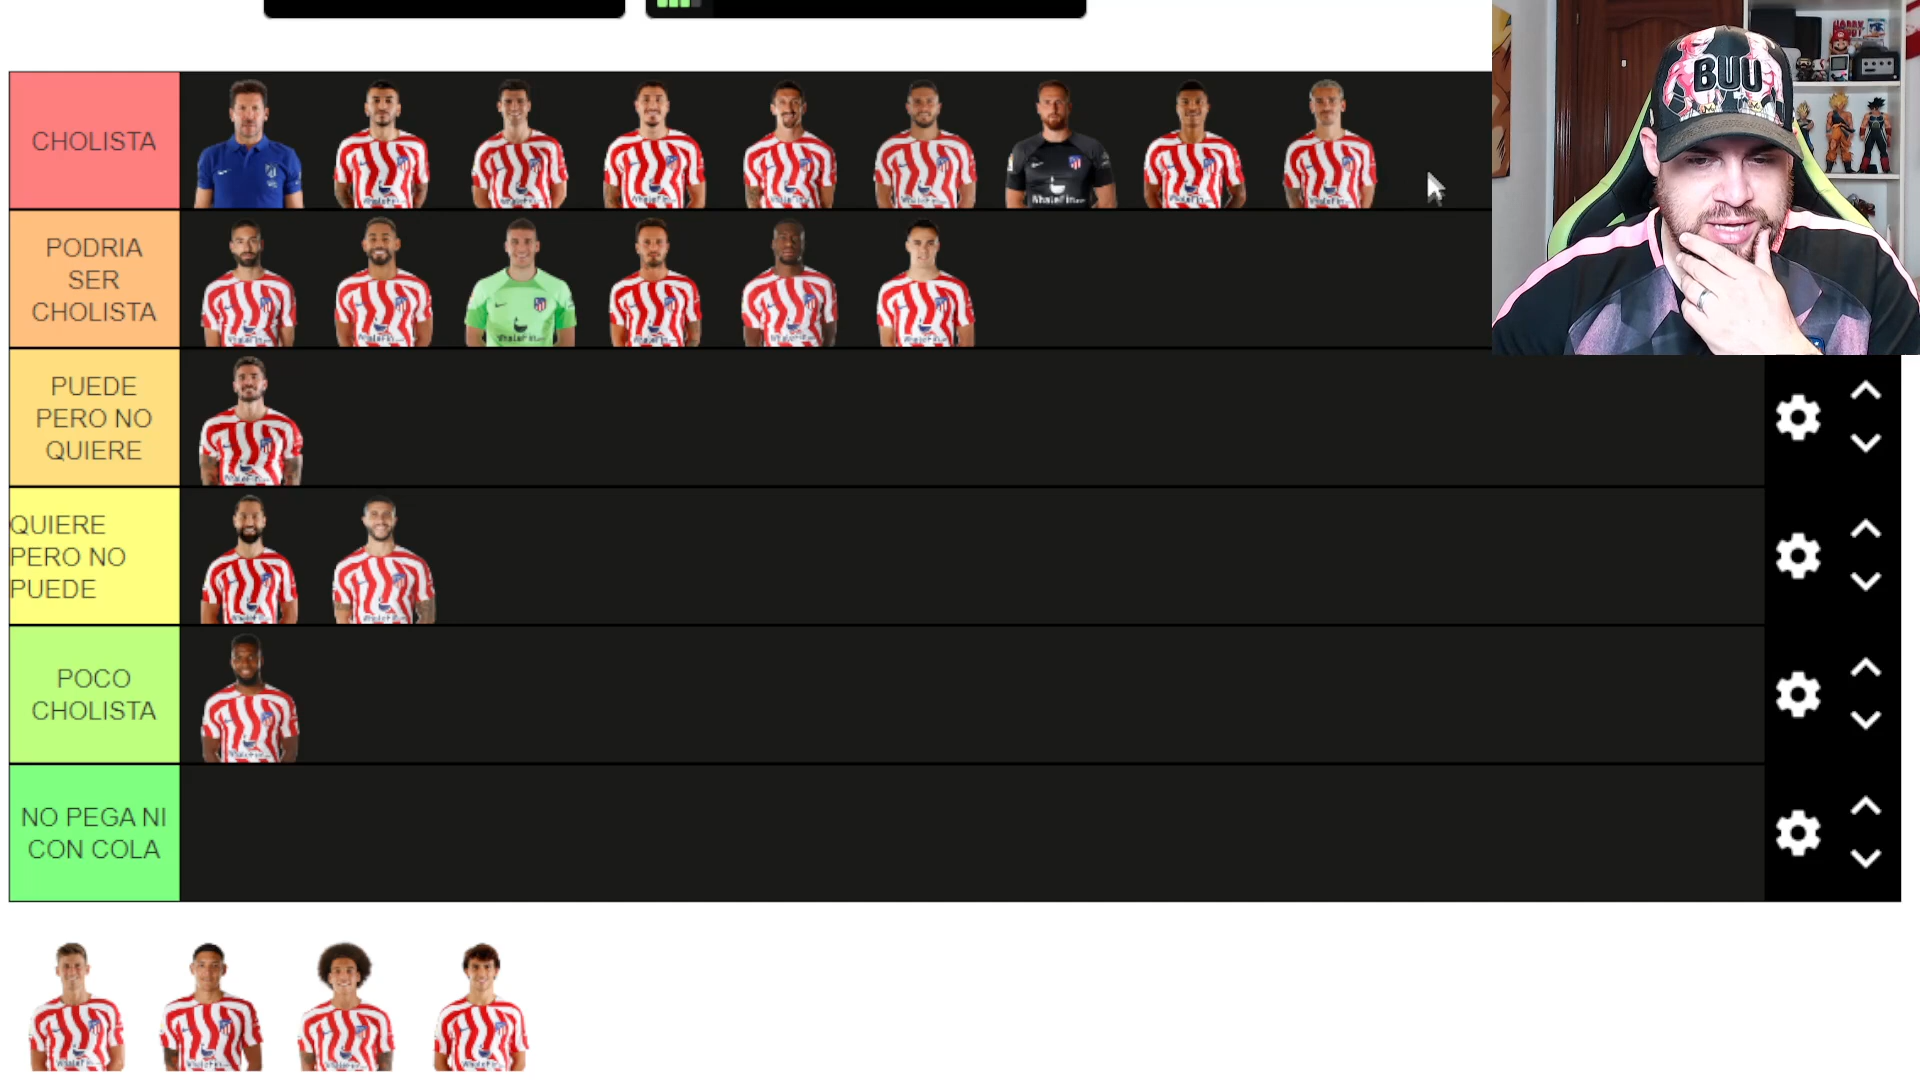 CHOLISTA
PODRIA
SER
CHOLISTA
PUEDE
PERO NO
QUIERE
QUIERE
PERO NO
PUEDE
POCO
CHOLISTA
NO PEGA NI
CON COLA
BUU